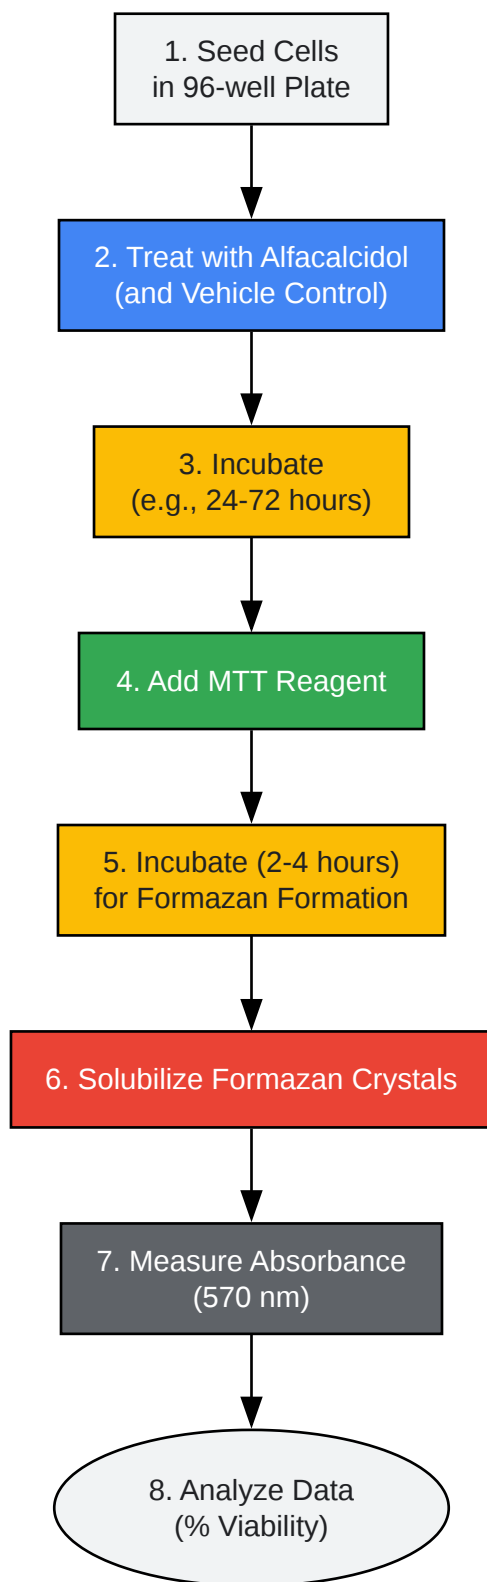 1. Seed Cells
in 96-well Plate
2. Treat with Alfacalcidol
(and Vehicle Control)
3. Incubate
(e.g., 24-72 hours)
4. Add MTT Reagent
5. Incubate (2-4 hours)
for Formazan Formation
6. Solubilize Formazan Crystals
7. Measure Absorbance
(570 nm)
8. Analyze Data
(% Viability)